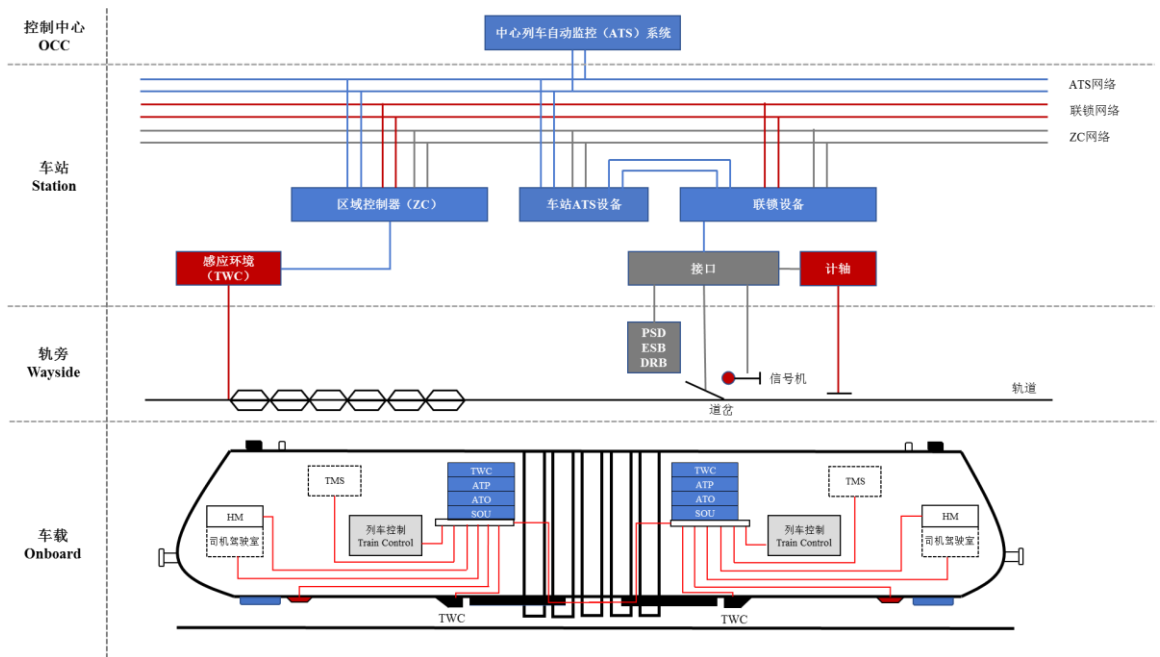 控制中心
OCC
中心列车自动监控（ATS）系统
ATS网络
联锁网络
ZC网络
车站
Station
区域控制器（ZC）
车站ATS设备
联锁设备
感应环境
（TWC）
接口
计轴
轨旁
Wayside
PSD
ESB
DRB
信号机
道岔
轨道
车载
Onboard
TMS
HM
司机驾驶室
列车控制
Train Control
TWC
ATP
ATO
SOU
TWC
TWC
ATP
ATO
SOU
列车控制
Train Control
TMS
HM
司机驾驶室
TWC